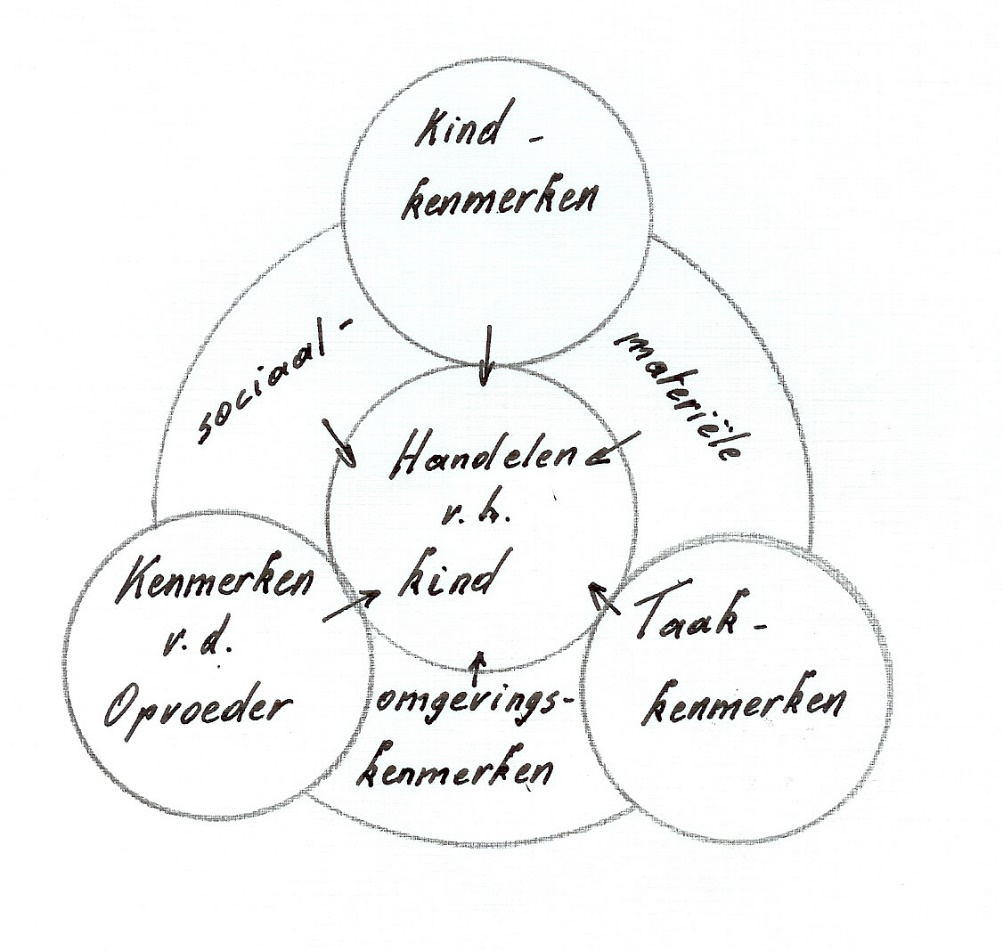 Kind-
kenmerken
sociaal-
materiële
Handelen
v.h.
kind
Kenmerken
v.d.
Opvoeder
Taak-
kenmerken
omgevings-
kenmerken